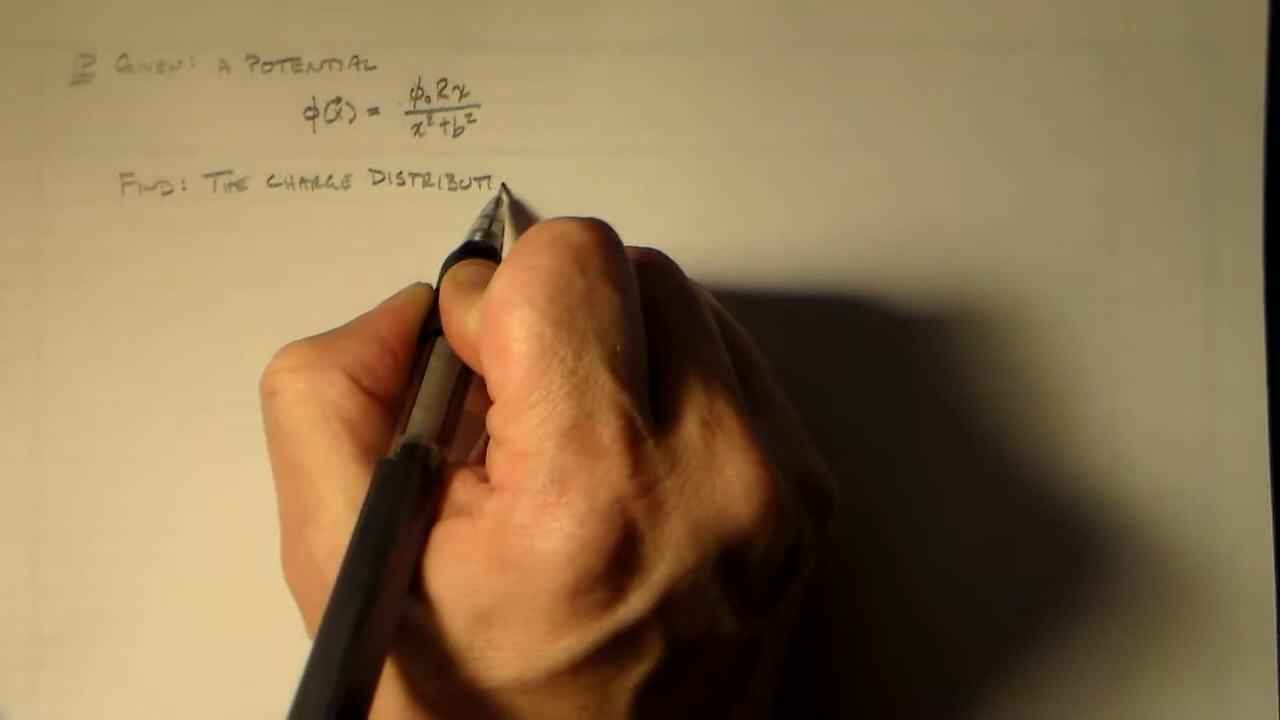 P GIVEN: A POTENTIAL
ϕ(x⃗) = ϕ₀Rx / x²+b²
FIND: THE CHARGE DISTRIBUTI